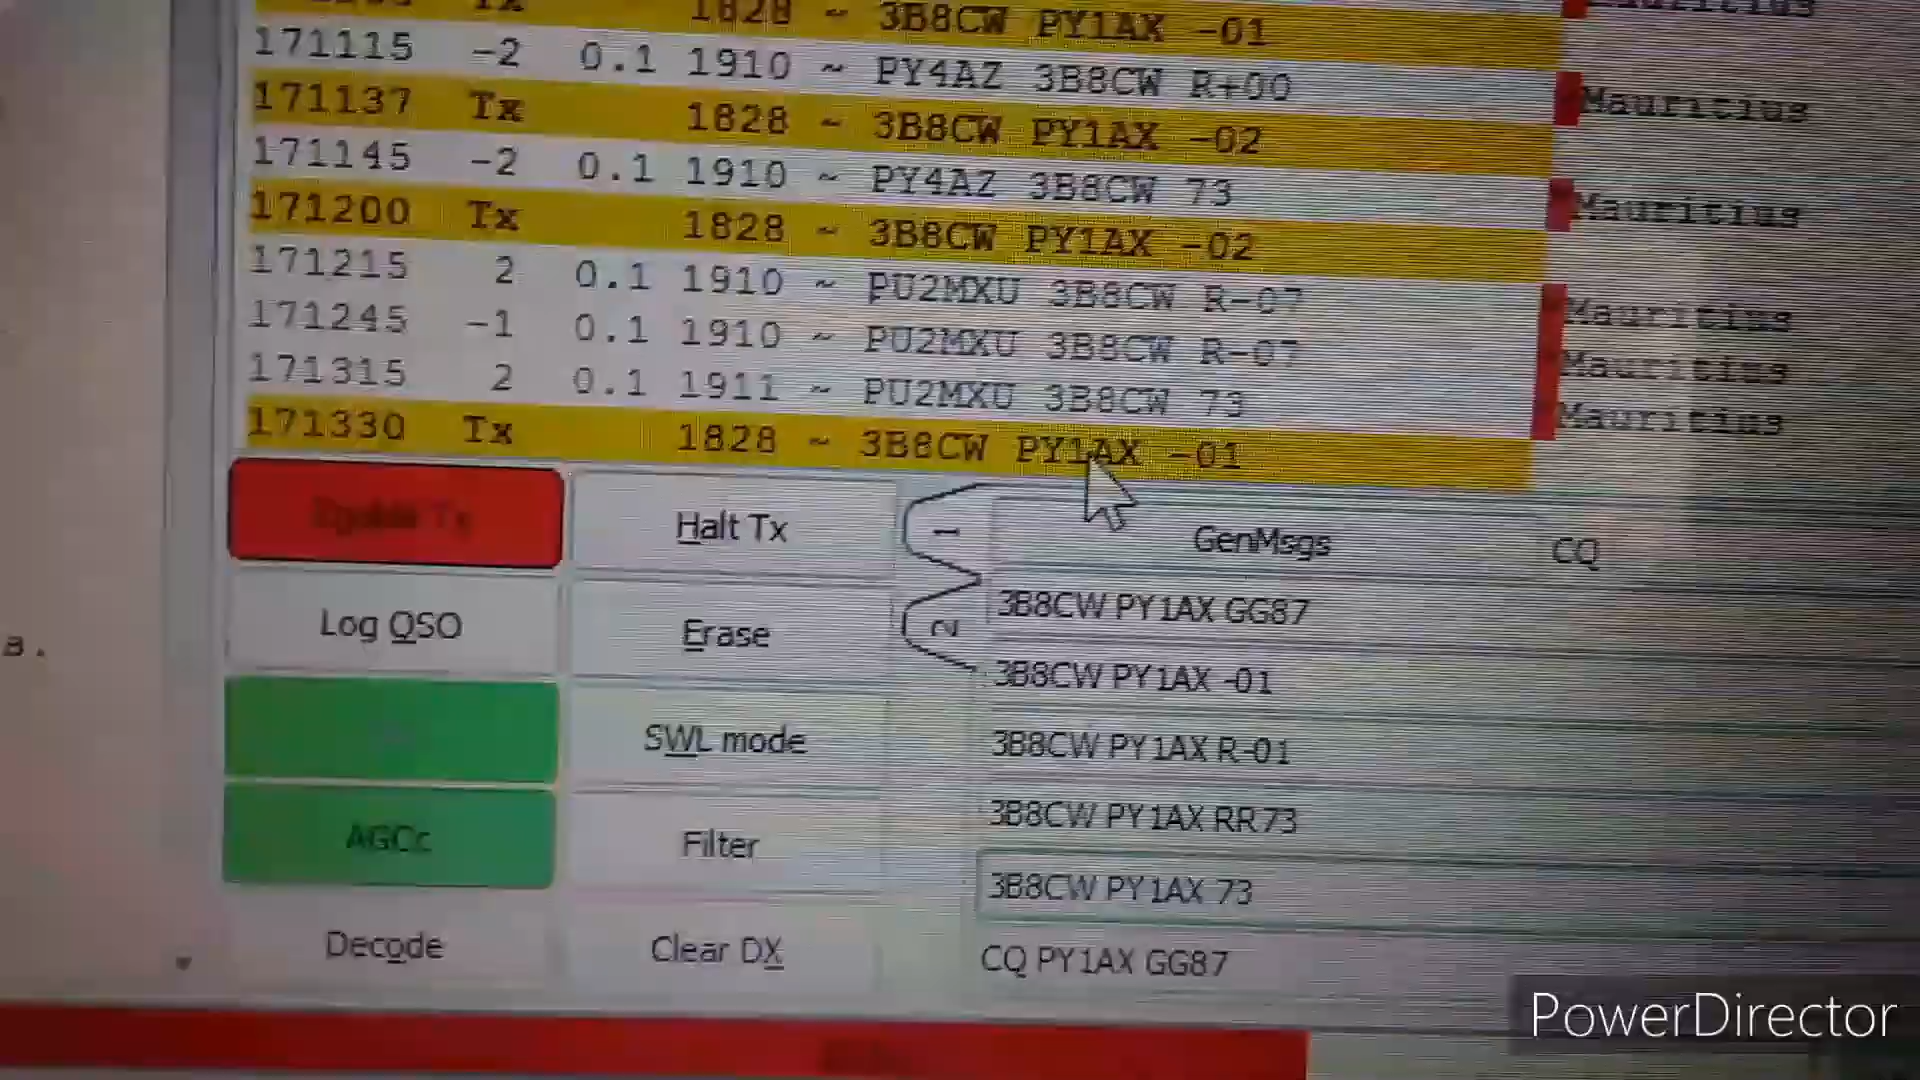 Tx 1828 ~ 3B8CW PY1AX -01
171115 -2 0.1 1910 ~ PY4AZ 3B8CW R+00 Mauritius
171137 Tx 1828 ~ 3B8CW PY1AX -02
171145 -2 0.1 1910 ~ PY4AZ 3B8CW 73 Mauritius
171200 Tx 1828 ~ 3B8CW PY1AX -02
171215 2 0.1 1910 ~ PU2MXU 3B8CW R-07 Mauritius
171245 -1 0.1 1910 ~ PU2MXU 3B8CW R-07 Mauritius
171315 2 0.1 1911 ~ PU2MXU 3B8CW 73 Mauritius
171330 Tx 1828 ~ 3B8CW PY1AX -01
Enable Tx Halt Tx 1 GenMsgs CQ
Log QSO Erase 2 3B8CW PY1AX GG87
a. 3B8CW PY1AX -01
SWL mode 3B8CW PY1AX R-01
AGCc Filter 3B8CW PY1AX RR73
3B8CW PY1AX 73
Decode Clear DX CQ PY1AX GG87
PowerDirector